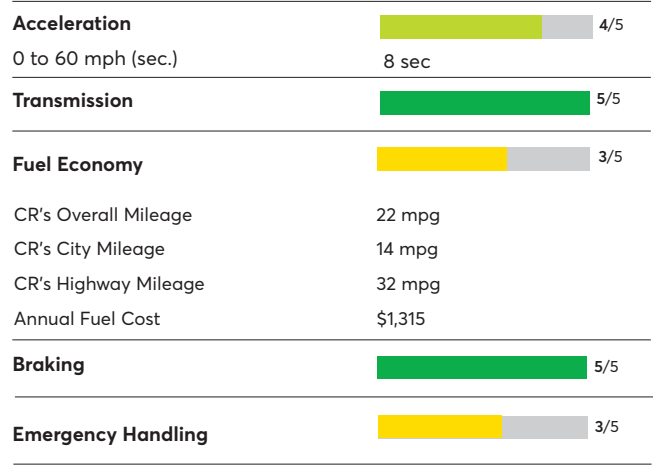 Acceleration 4/5
0 to 60 mph (sec.) 8 sec
Transmission 5/5
Fuel Economy 3/5
CR's Overall Mileage 22 mpg
CR's City Mileage 14 mpg
CR's Highway Mileage 32 mpg
Annual Fuel Cost $1,315
Braking 5/5
Emergency Handling 3/5